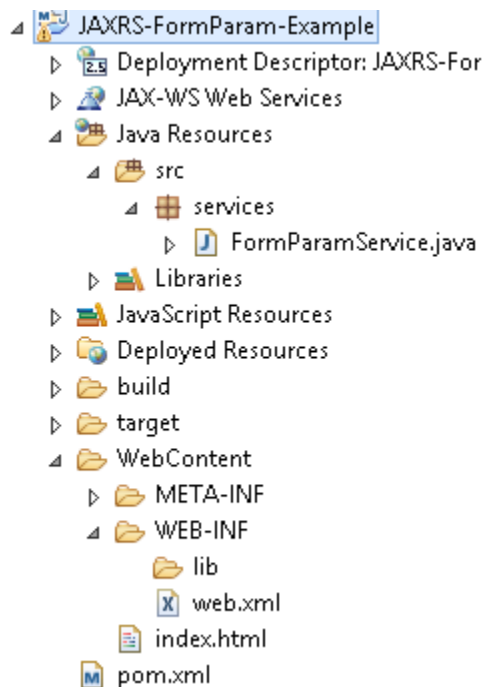 JAXRS-FormParam-Example
Deployment Descriptor: JAXRS-For
JAX-WS Web Services
Java Resources
src
services
FormParamService.java
Libraries
JavaScript Resources
Deployed Resources
build
target
WebContent
META-INF
WEB-INF
lib
web.xml
index.html
pom.xml